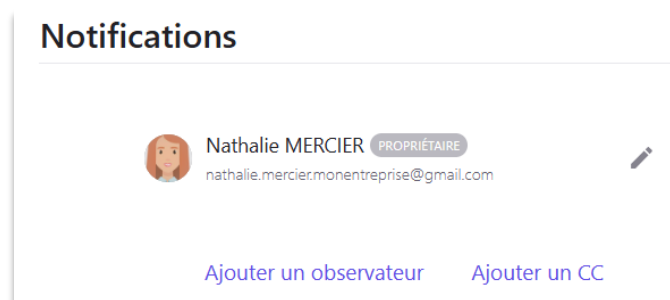 Notifications
Nathalie MERCIER PROPRIÉTAIRE
nathalie.mercier.monentreprise@gmail.com
Ajouter un observateur Ajouter un CC